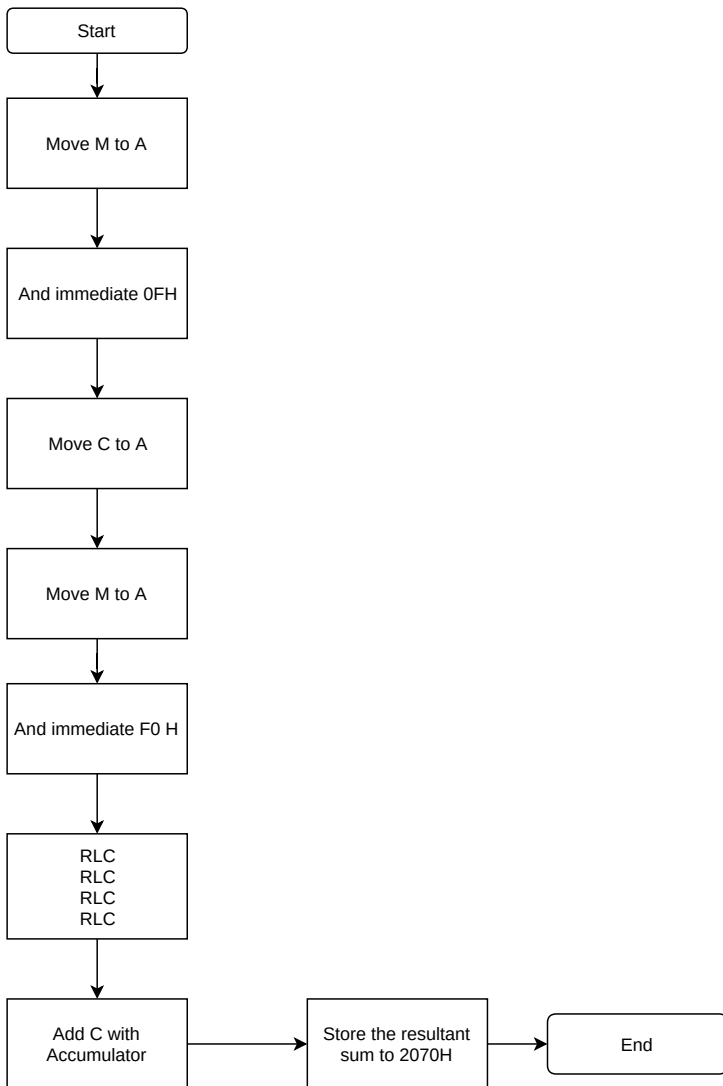 Start
Move M to A
And immediate 0FH
Move C to A
Move M to A
And immediate F0 H
RLC
RLC
RLC
RLC
Add C with
Accumulator
Store the resultant
sum to 2070H
End